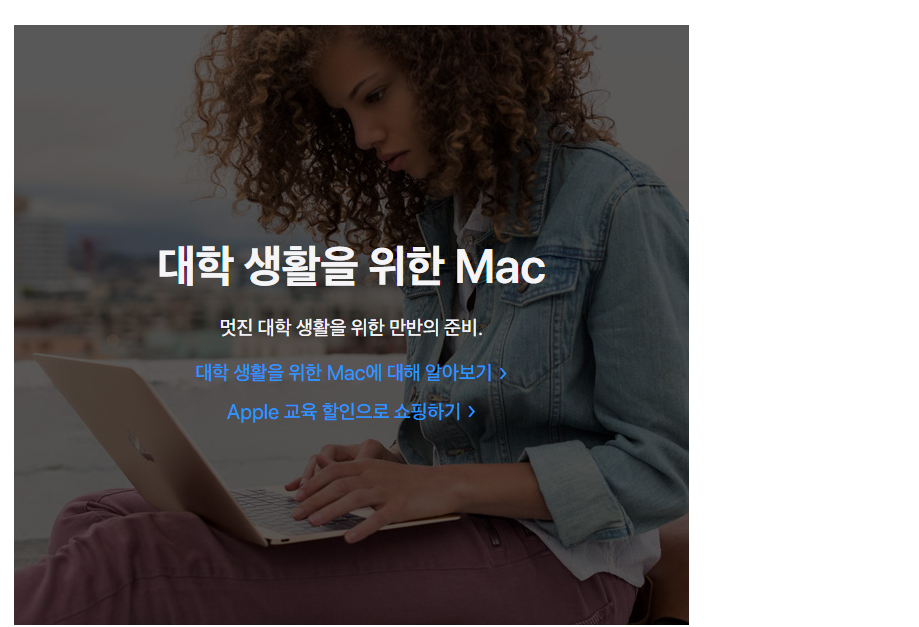 대학 생활을 위한 Mac
멋진 대학 생활을 위한 만반의 준비.
대학 생활을 위한 Mac에 대해 알아보기 >
Apple 교육 할인으로 쇼핑하기 >